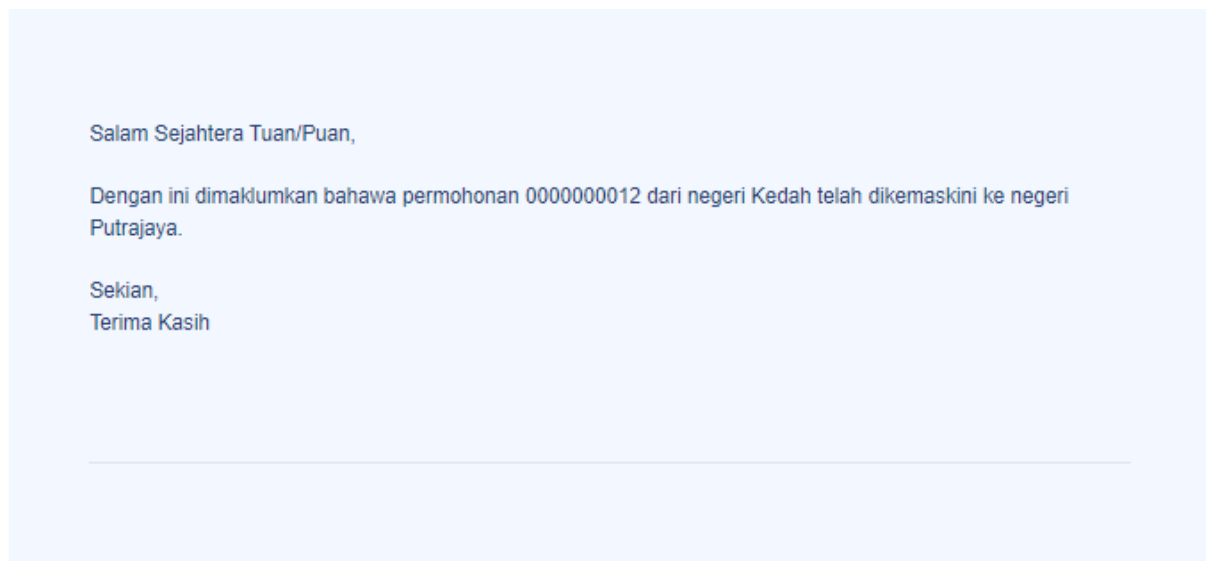 Salam Sejahtera Tuan/Puan,
Dengan ini dimaklumkan bahawa permohonan 0000000012 dari negeri Kedah telah dikemaskini ke negeri
Putrajaya.
Sekian,
Terima Kasih